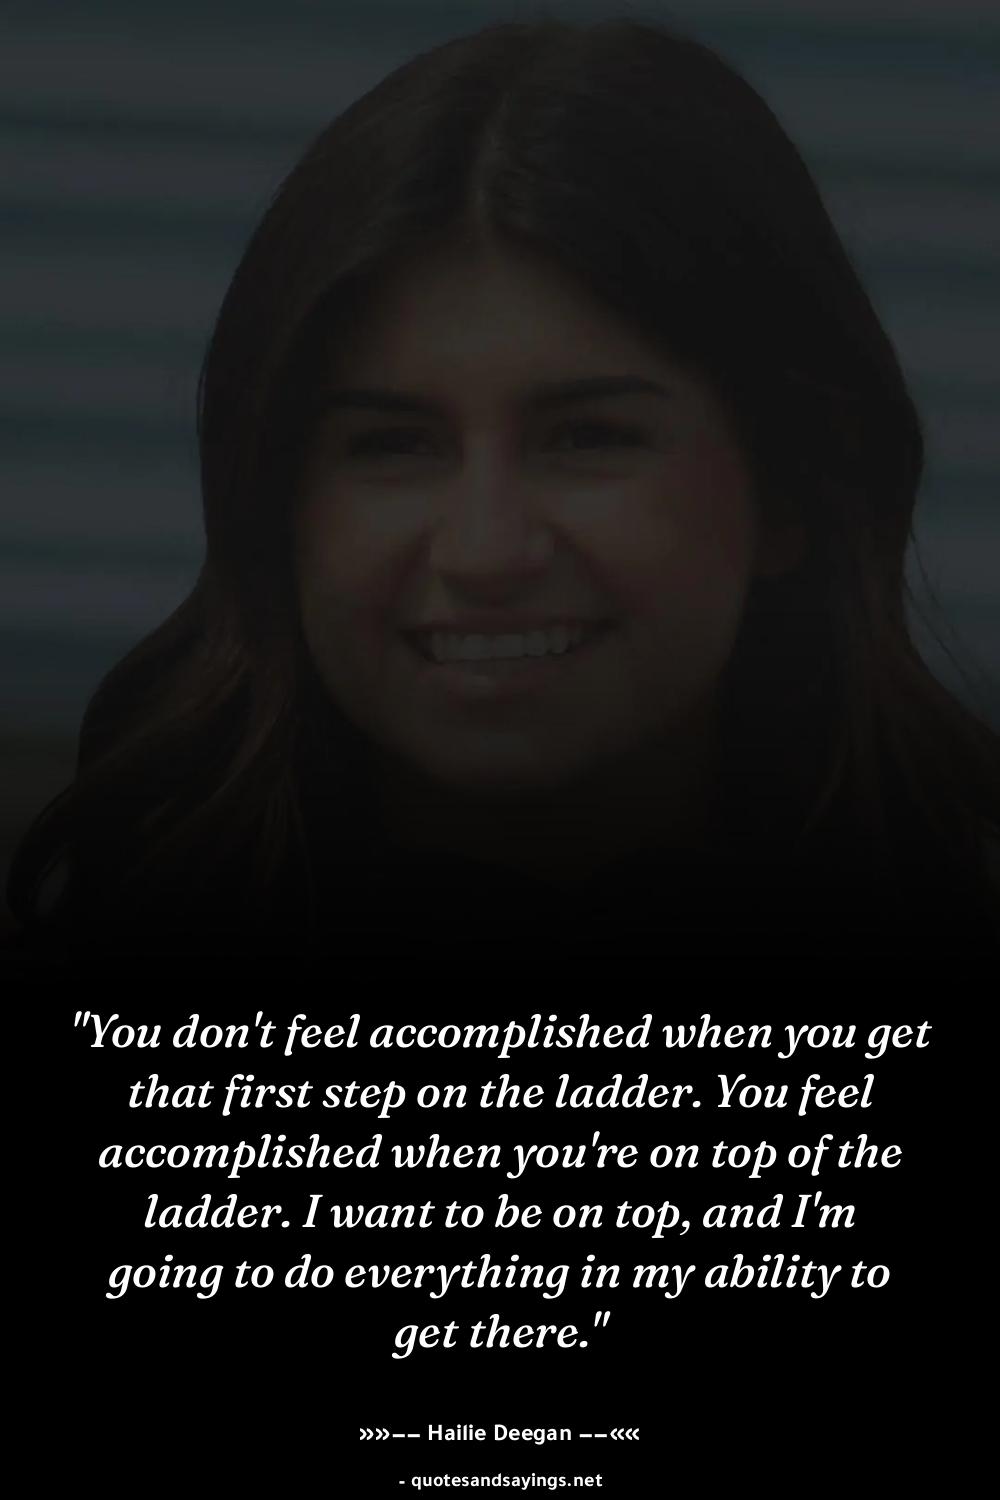 "You don't feel accomplished when you get
that first step on the ladder. You feel
accomplished when you're on top of the
ladder. I want to be on top, and I'm
going to do everything in my ability to
get there."
»»−− Hailie Deegan −−««
- quotesandsayings.net